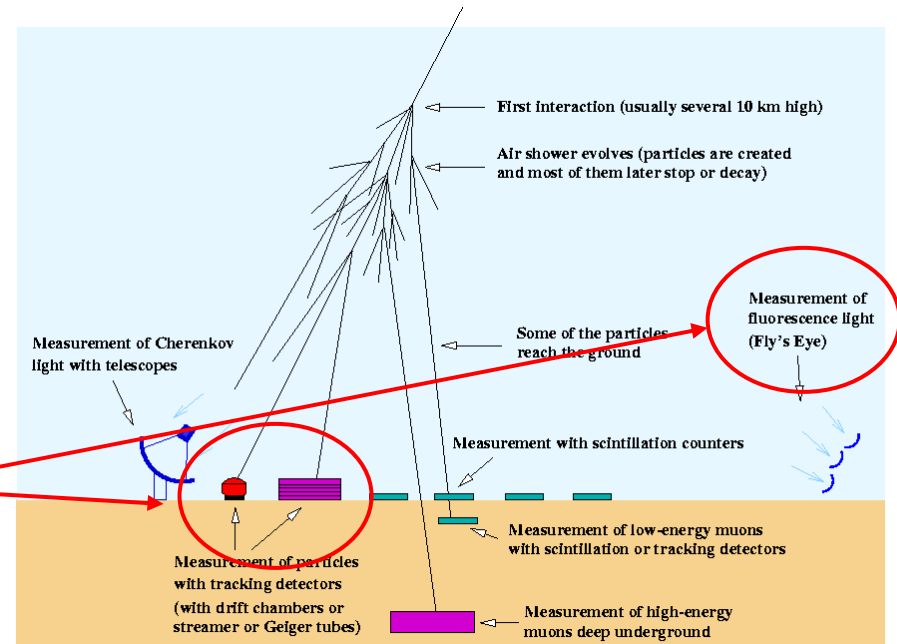 First interaction (usually several 10 km high)
Air shower evolves (particles are created
and most of them later stop or decay)
Measurement of
fluorescence light
(Fly's Eye)
Measurement of Cherenkov
light with telescopes
Some of the particles
reach the ground
Measurement with scintillation counters
Measurement of low-energy muons
with scintillation or tracking detectors
Measurement of particles
with tracking detectors
(with drift chambers or
streamer or Geiger tubes)
Measurement of high-energy
muons deep underground